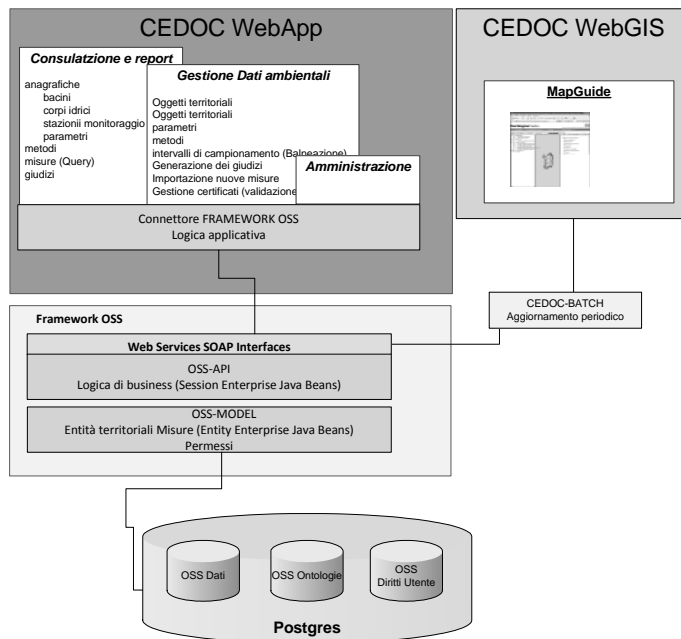 CEDOC WebApp
Consulatzione e report
anagrafiche
bacini
corpi idrici
stazionii monitoraggio
parametri
metodi
misure (Query)
giudizi
Gestione Dati ambientali
Oggetti territoriali
Oggetti territoriali
parametri
metodi
intervalli di campionamento (Balneazione)
Generazione dei giudizi
Importazione nuove misure
Gestione certificati (validazione
Amministrazione
Connettore FRAMEWORK OSS
Logica applicativa
CEDOC WebGIS
MapGuide
CEDOC-BATCH
Aggiornamento periodico
Framework OSS
Web Services SOAP Interfaces
OSS-API
Logica di business (Session Enterprise Java Beans)
OSS-MODEL
Entità territoriali Misure (Entity Enterprise Java Beans)
Permessi
OSS Dati
OSS Ontologie
OSS
Diritti Utente
Postgres